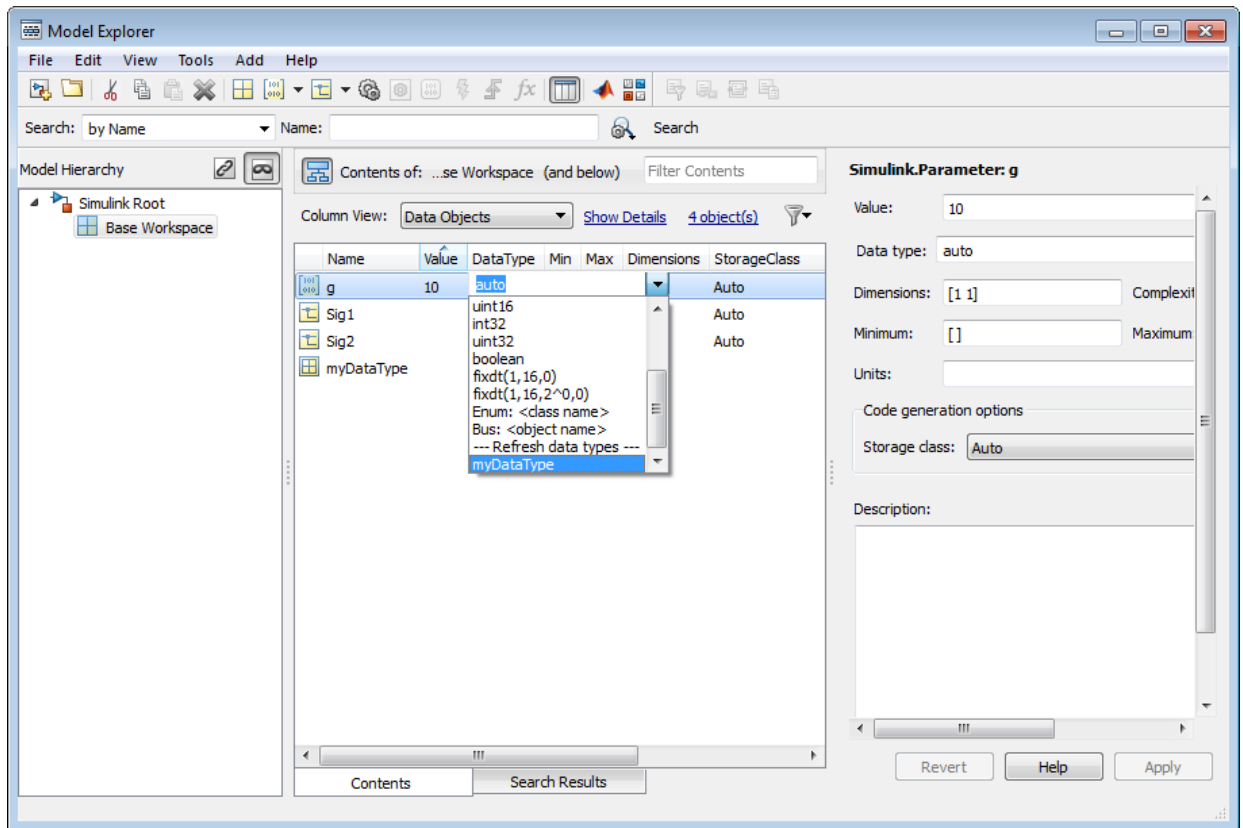 Model Explorer
File Edit View Tools Add Help
fx
Search: by Name Name: Search
Model Hierarchy
Simulink Root
Base Workspace
Contents of: ...se Workspace (and below) Filter Contents
Column View: Data Objects Show Details 4 object(s)
Name Value DataType Min Max Dimensions StorageClass
g 10 auto Auto
Sig1 Auto
Sig2 Auto
myDataType
uint16
int32
uint32
boolean
fixdt(1,16,0)
fixdt(1,16,2^0,0)
Enum: <class name>
Bus: <object name>
--- Refresh data types ---
myDataType
Contents Search Results
Simulink.Parameter: g
Value: 10
Data type: auto
Dimensions: [1 1] Complexit
Minimum: [ ] Maximum
Units:
Code generation options
Storage class: Auto
Description:
Revert Help Apply